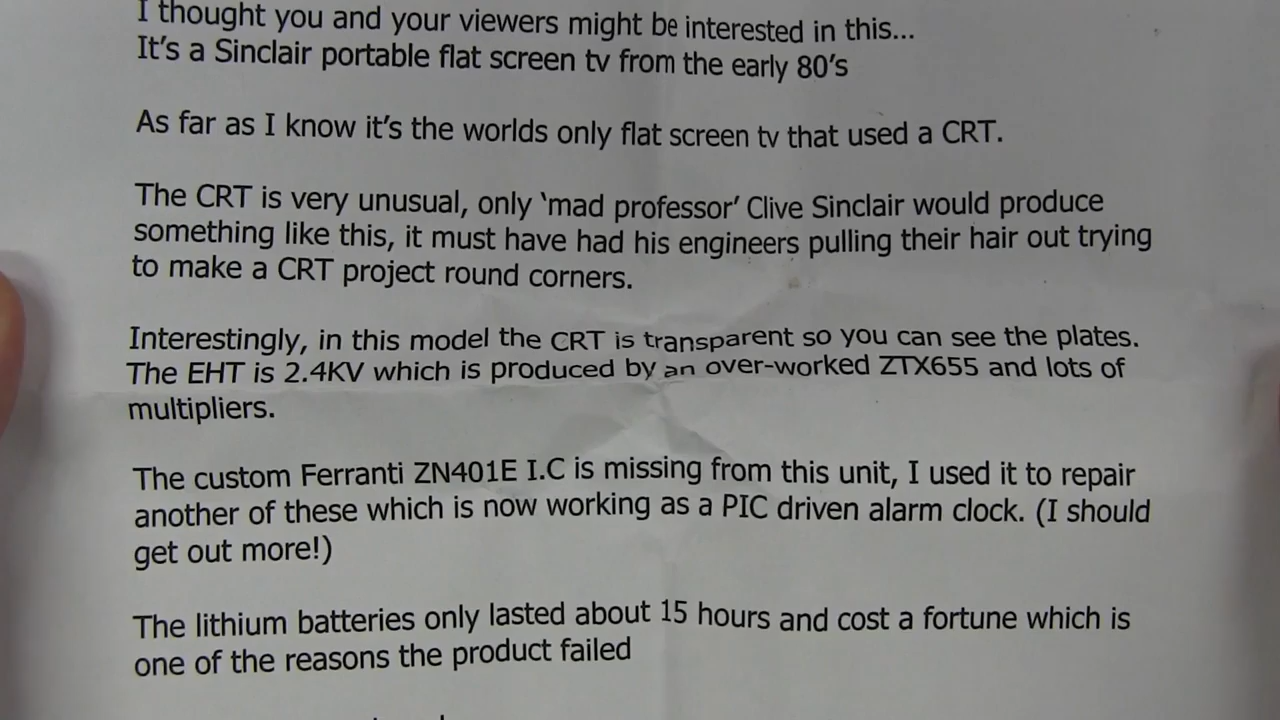 I thought you and your viewers might be interested in this...
It's a Sinclair portable flat screen tv from the early 80's
As far as I know it's the worlds only flat screen tv that used a CRT.
The CRT is very unusual, only 'mad professor' Clive Sinclair would produce
something like this, it must have had his engineers pulling their hair out trying
to make a CRT project round corners.
Interestingly, in this model the CRT is transparent so you can see the plates.
The EHT is 2.4KV which is produced by an over-worked ZTX655 and lots of
multipliers.
The custom Ferranti ZN401E I.C is missing from this unit, I used it to repair
another of these which is now working as a PIC driven alarm clock. (I should
get out more!)
The lithium batteries only lasted about 15 hours and cost a fortune which is
one of the reasons the product failed